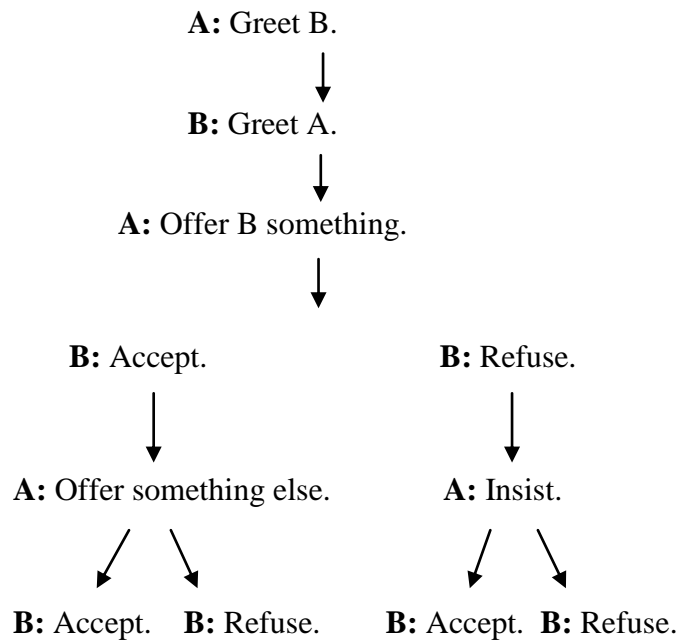 A: Greet B.
B: Greet A.
A: Offer B something.
B: Accept. B: Refuse.
A: Offer something else. A: Insist.
B: Accept. B: Refuse. B: Accept. B: Refuse.